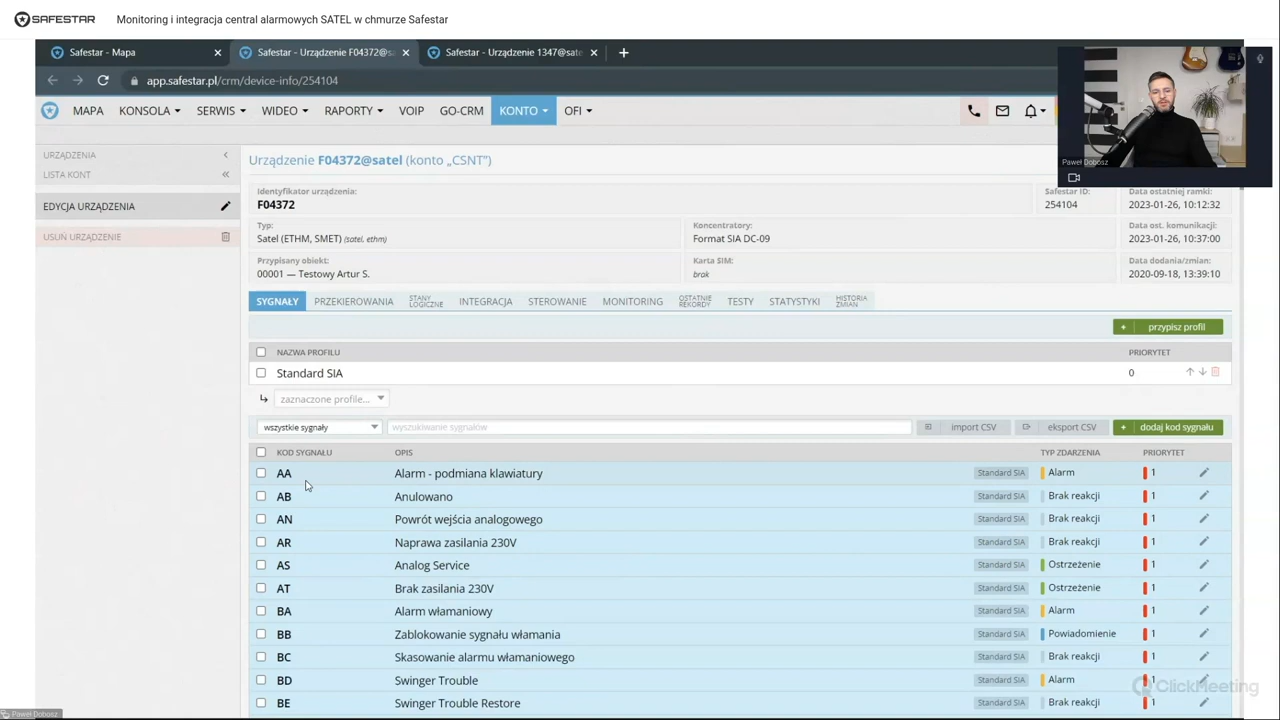 SAFESTAR Monitoring i integracja central alarmowych SATEL w chmurze Safestar
Safestar - Mapa Safestar - Urządzenie F04372@sa Safestar - Urządzenie 1347@sate
app.safestar.pl/crm/device-info/254104
MAPA KONSOLA SERWIS WIDEO RAPORTY VOIP GO-CRM KONTO OFI
Paweł Dobosz
URZĄDZENIA
LISTA KONT
EDYCJA URZĄDZENIA
USUŃ URZĄDZENIE
Urządzenie F04372@satel (konto „CSNT”)
Identyfikator urządzenia: Safestar ID: Data ostatniej ramki:
F04372 254104 2023-01-26, 10:12:32
Typ: Koncentratory: Data ost. komunikacji:
Satel (ETHM, SMET) (satel, ethm) Format SIA DC-09 2023-01-26, 10:37:00
Przypisany obiekt: Karta SIM: Data dodania/zmian:
00001 — Testowy Artur S. brak 2020-09-18, 13:39:10
SYGNAŁY PRZEKIEROWANIA STANY LOGICZNE INTEGRACJA STEROWANIE MONITORING OSTATNIE REKORDY TESTY STATYSTYKI HISTORIA ZMIAN
+ przypisz profil
NAZWA PROFILU PRIORYTET
Standard SIA 0
zaznaczone profile...
wszystkie sygnały wyszukiwanie sygnałów import CSV eksport CSV + dodaj kod sygnału
KOD SYGNAŁU OPIS TYP ZDARZENIA PRIORYTET
AA Alarm - podmiana klawiatury Standard SIA Alarm 1
AB Anulowano Standard SIA Brak reakcji 1
AN Powrót wejścia analogowego Standard SIA Brak reakcji 1
AR Naprawa zasilania 230V Standard SIA Brak reakcji 1
AS Analog Service Standard SIA Ostrzeżenie 1
AT Brak zasilania 230V Standard SIA Ostrzeżenie 1
BA Alarm włamaniowy Standard SIA Alarm 1
BB Zablokowanie sygnału włamania Standard SIA Powiadomienie 1
BC Skasowanie alarmu włamaniowego Standard SIA Brak reakcji 1
BD Swinger Trouble Standard SIA Alarm 1
BE Swinger Trouble Restore Standard SIA Brak reakcji 1
ClickMeeting
Paweł Dobosz